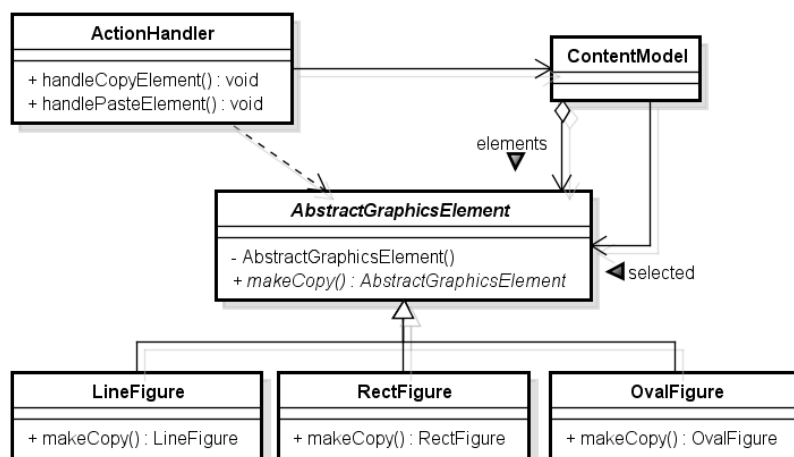 ActionHandler
+ handleCopyElement() : void
+ handlePasteElement() : void
ContentModel
elements
AbstractGraphicsElement
- AbstractGraphicsElement()
+ makeCopy() : AbstractGraphicsElement
selected
LineFigure
+ makeCopy() : LineFigure
RectFigure
+ makeCopy() : RectFigure
OvalFigure
+ makeCopy() : OvalFigure